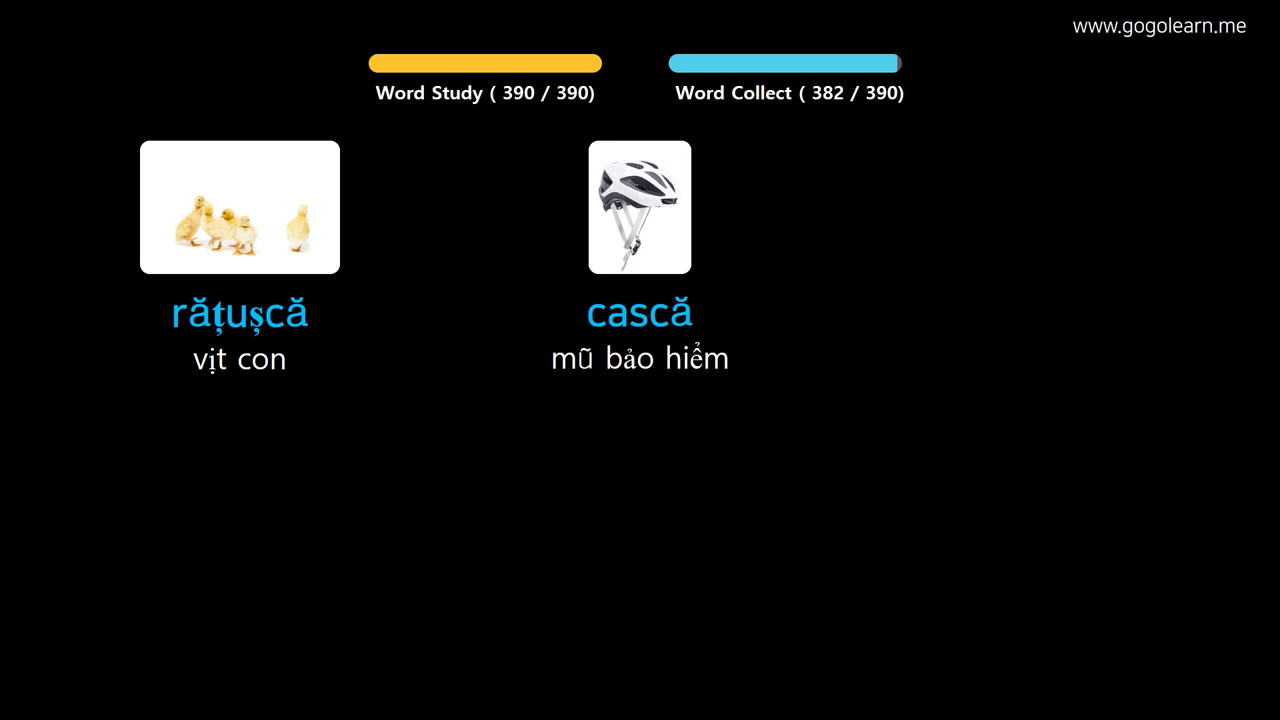 www.gogolearn.me
Word Study ( 390 / 390)
Word Collect ( 382 / 390)
rățușcă
vịt con
cască
mũ bảo hiểm